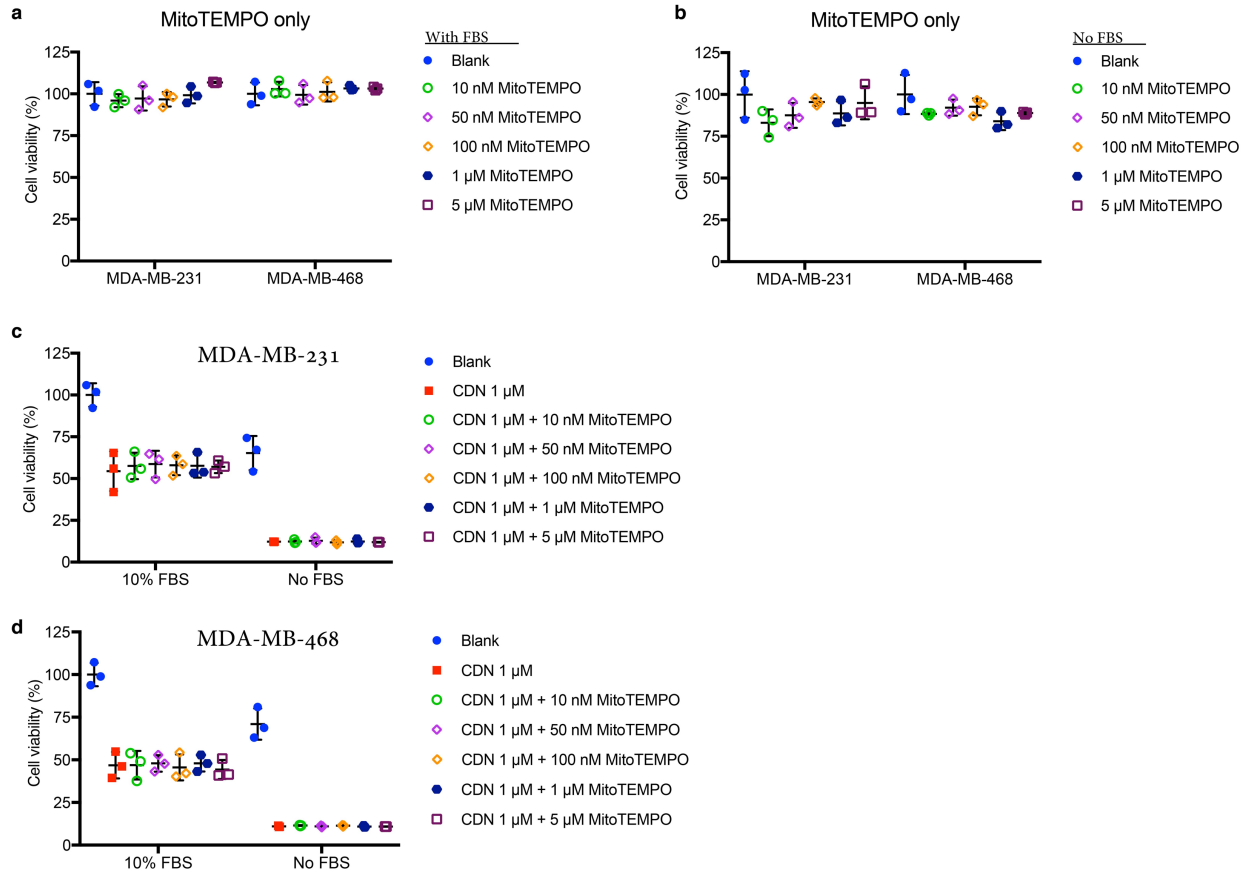 a
MitoTEMPO only
Cell viability (%)
125
100
75
50
25
0
MDA-MB-231
MDA-MB-468
With FBS
Blank
10 nM MitoTEMPO
50 nM MitoTEMPO
100 nM MitoTEMPO
1 µM MitoTEMPO
5 µM MitoTEMPO
b
MitoTEMPO only
Cell viability (%)
125
100
75
50
25
0
MDA-MB-231
MDA-MB-468
No FBS
Blank
10 nM MitoTEMPO
50 nM MitoTEMPO
100 nM MitoTEMPO
1 µM MitoTEMPO
5 µM MitoTEMPO
c
MDA-MB-231
Cell viability (%)
125
100
75
50
25
0
10% FBS
No FBS
Blank
CDN 1 µM
CDN 1 µM + 10 nM MitoTEMPO
CDN 1 µM + 50 nM MitoTEMPO
CDN 1 µM + 100 nM MitoTEMPO
CDN 1 µM + 1 µM MitoTEMPO
CDN 1 µM + 5 µM MitoTEMPO
d
MDA-MB-468
Cell viability (%)
125
100
75
50
25
0
10% FBS
No FBS
Blank
CDN 1 µM
CDN 1 µM + 10 nM MitoTEMPO
CDN 1 µM + 50 nM MitoTEMPO
CDN 1 µM + 100 nM MitoTEMPO
CDN 1 µM + 1 µM MitoTEMPO
CDN 1 µM + 5 µM MitoTEMPO